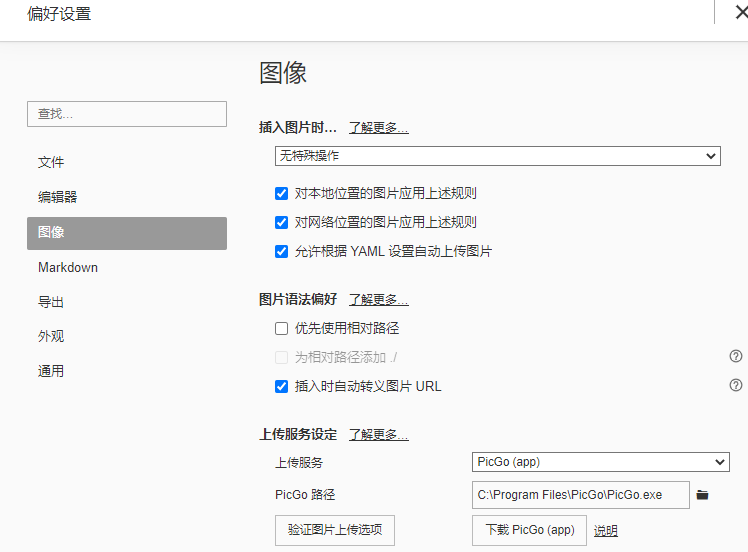 偏好设置
图像
查找...
插入图片时... 了解更多...
无特殊操作
文件
对本地位置的图片应用上述规则
编辑器
对网络位置的图片应用上述规则
图像
允许根据 YAML 设置自动上传图片
Markdown
导出
图片语法偏好 了解更多...
优先使用相对路径
外观
为相对路径添加 ./
通用
插入时自动转义图片 URL
上传服务设定 了解更多...
上传服务 PicGo (app)
PicGo 路径 C:\Program Files\PicGo\PicGo.exe
验证图片上传选项 下载 PicGo (app) 说明